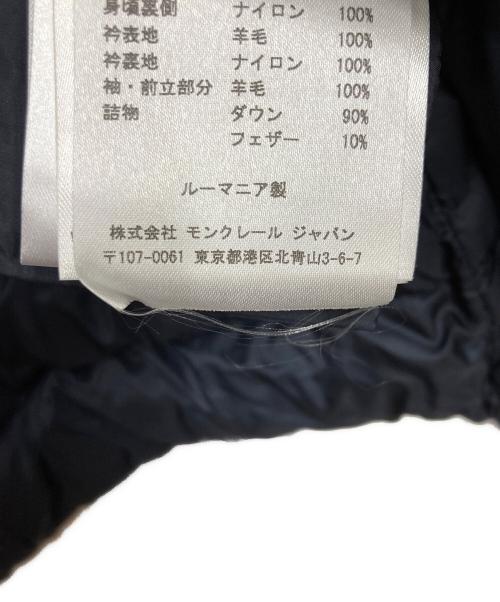 身頃裏側 ナイロン 100%
衿表地 羊毛 100%
衿裏地 ナイロン 100%
袖・前立部分 羊毛 100%
詰物 ダウン 90%
フェザー 10%
ルーマニア製
株式会社 モンクレール ジャパン
〒107-0061 東京都港区北青山3-6-7